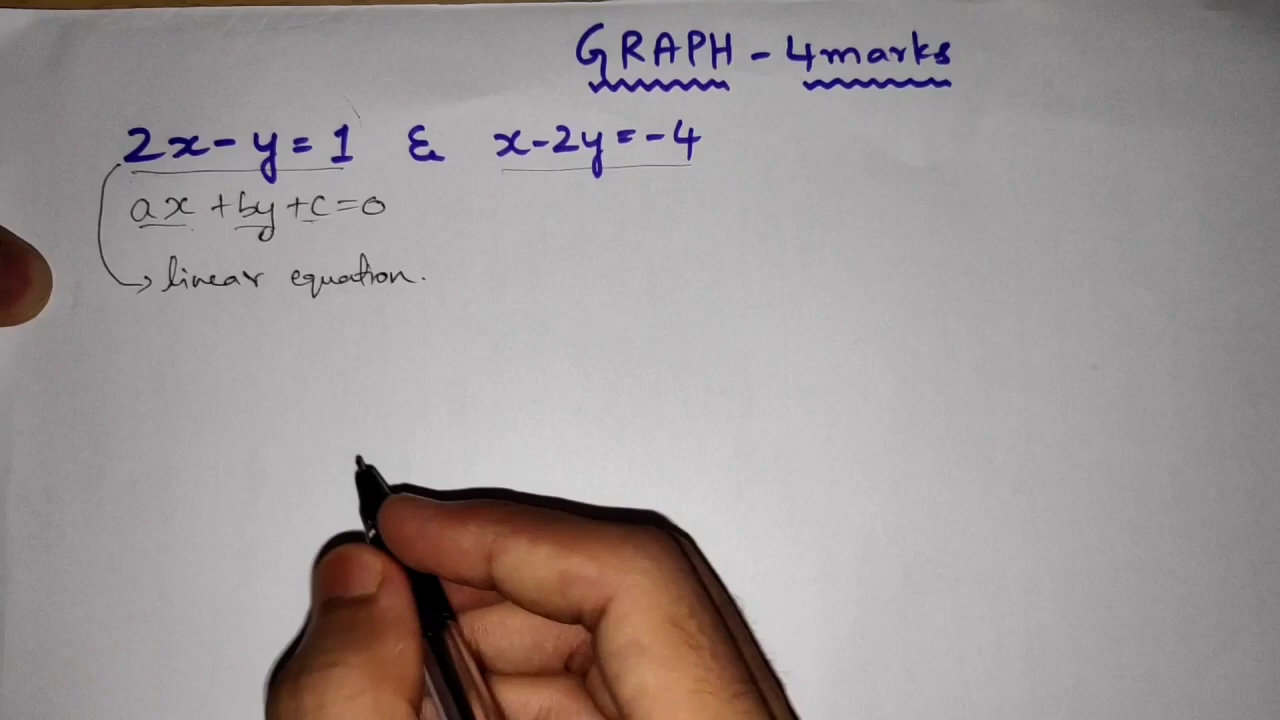 GRAPH - 4marks
2x - y = 1 & x - 2y = -4
ax + by + c = 0
→ linear equation.